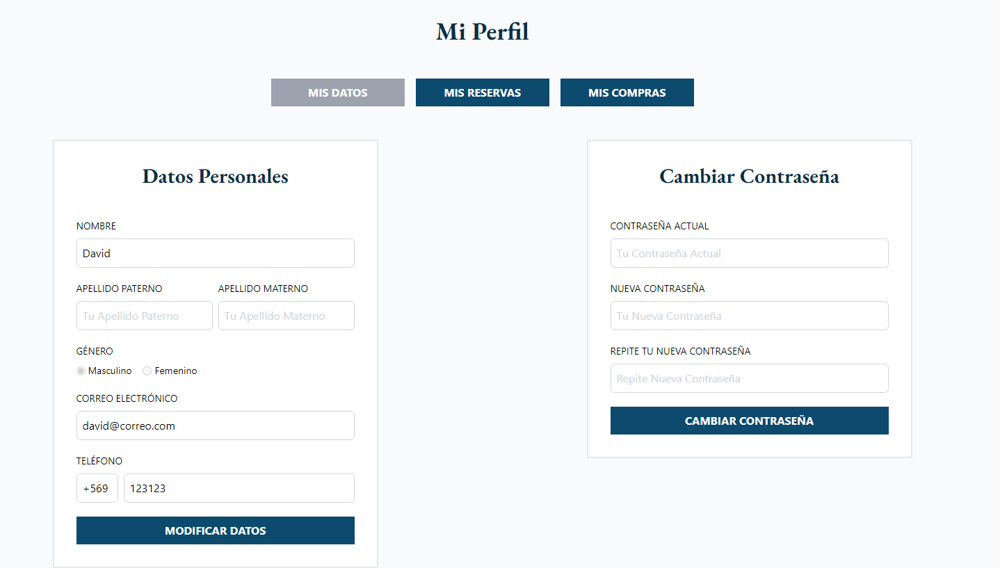 Mi Perfil
MIS DATOS
MIS RESERVAS
MIS COMPRAS
Datos Personales
NOMBRE
David
APELLIDO PATERNO
APELLIDO MATERNO
Tu Apellido Paterno
Tu Apellido Materno
GÉNERO
Masculino
Femenino
CORREO ELECTRÓNICO
david@correo.com
TELÉFONO
+569
123123
MODIFICAR DATOS
Cambiar Contraseña
CONTRASEÑA ACTUAL
Tu Contraseña Actual
NUEVA CONTRASEÑA
Tu Nueva Contraseña
REPITE TU NUEVA CONTRASEÑA
Repite Nueva Contraseña
CAMBIAR CONTRASEÑA